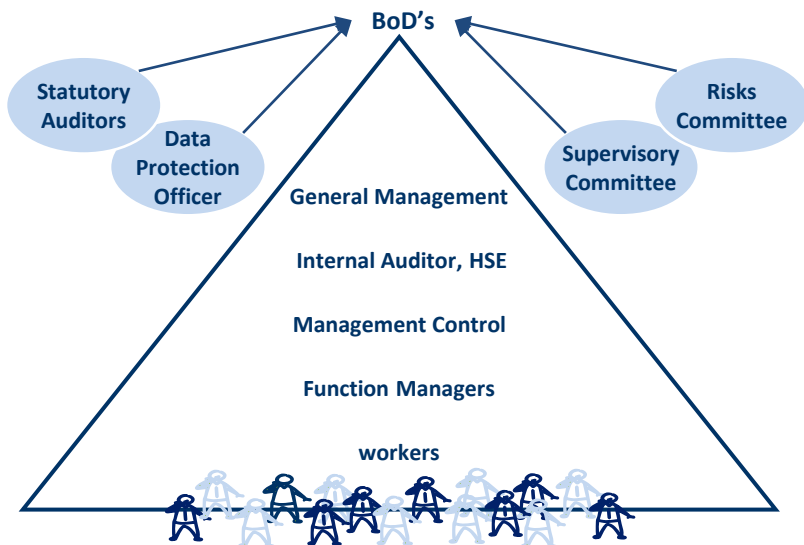 BoD's
Statutory
Auditors
Data
Protection
Officer
Risks
Committee
Supervisory
Committee
General Management
Internal Auditor, HSE
Management Control
Function Managers
workers